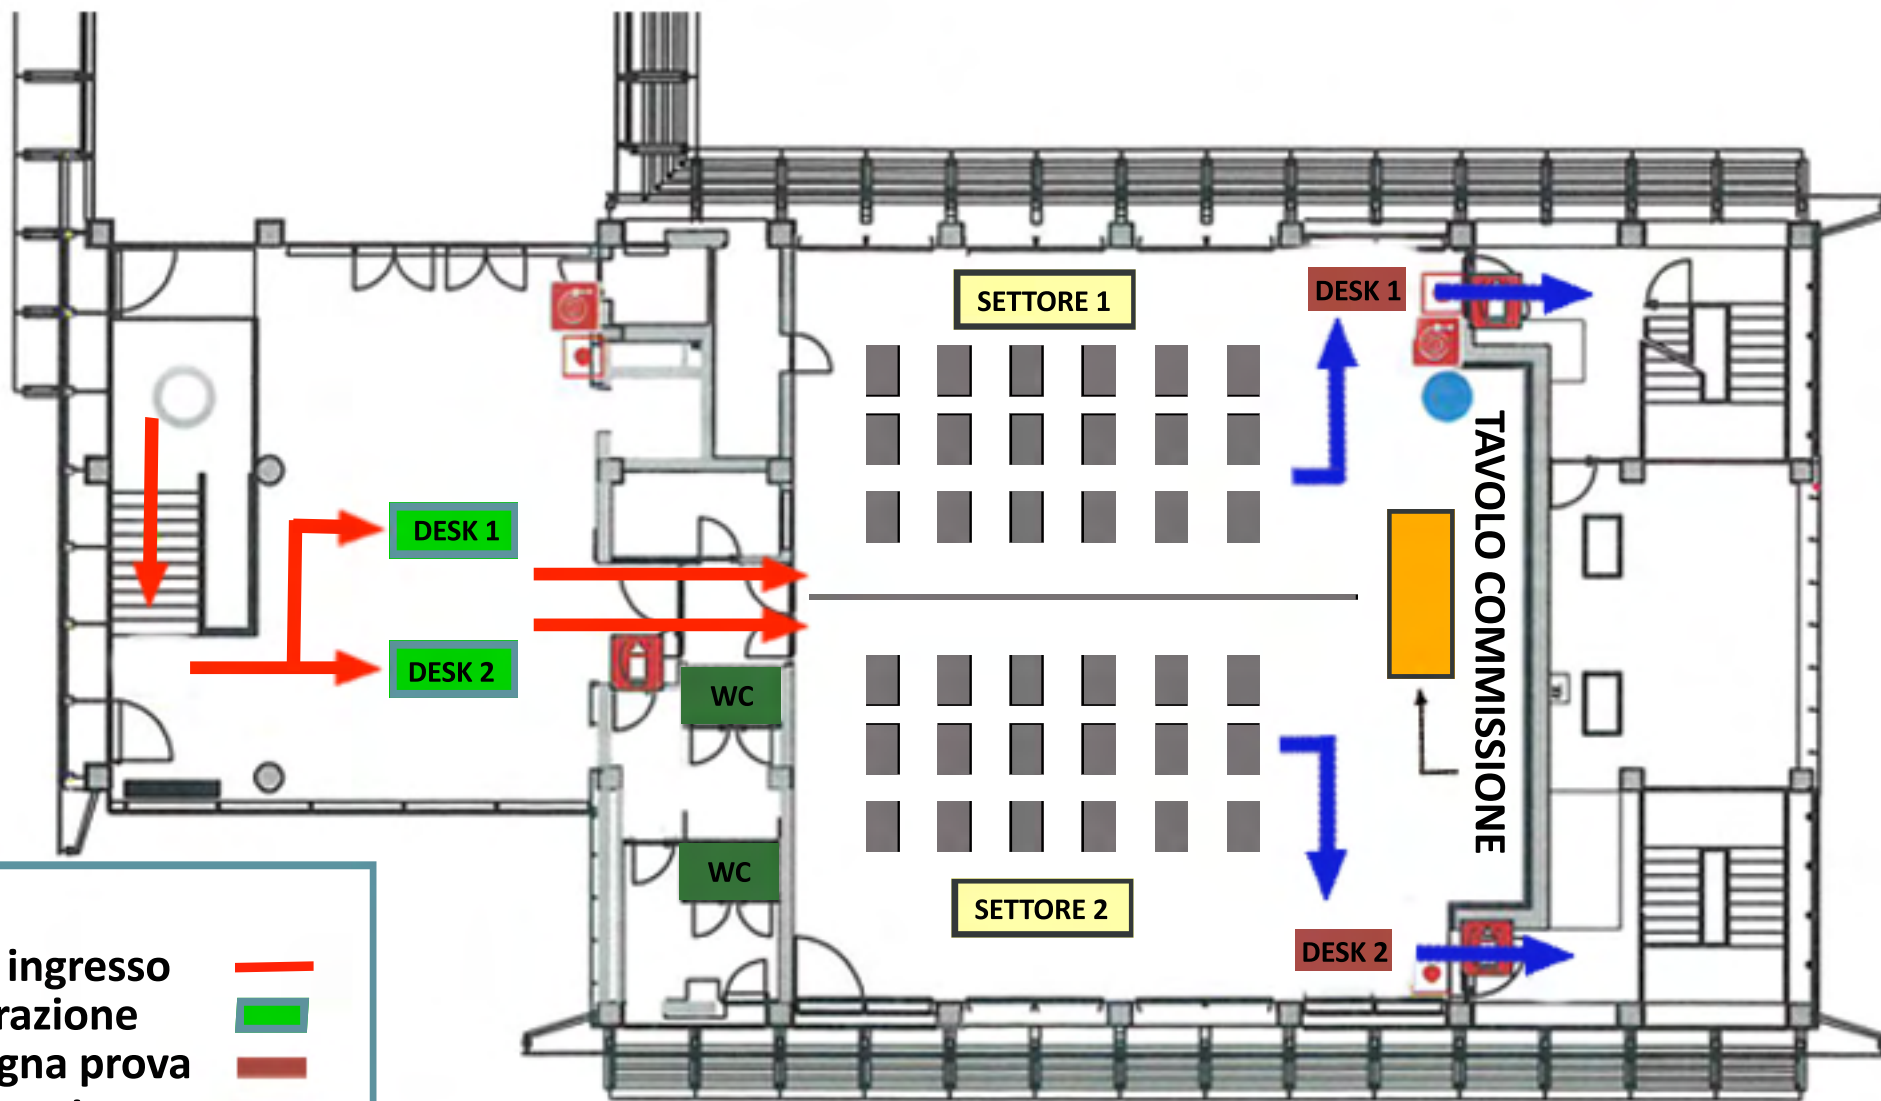 SETTORE 1
DESK 1
DESK 1
DESK 2
WC
WC
TAVOLO COMMISSIONE
SETTORE 2
DESK 2
ingresso
razione
gna prova